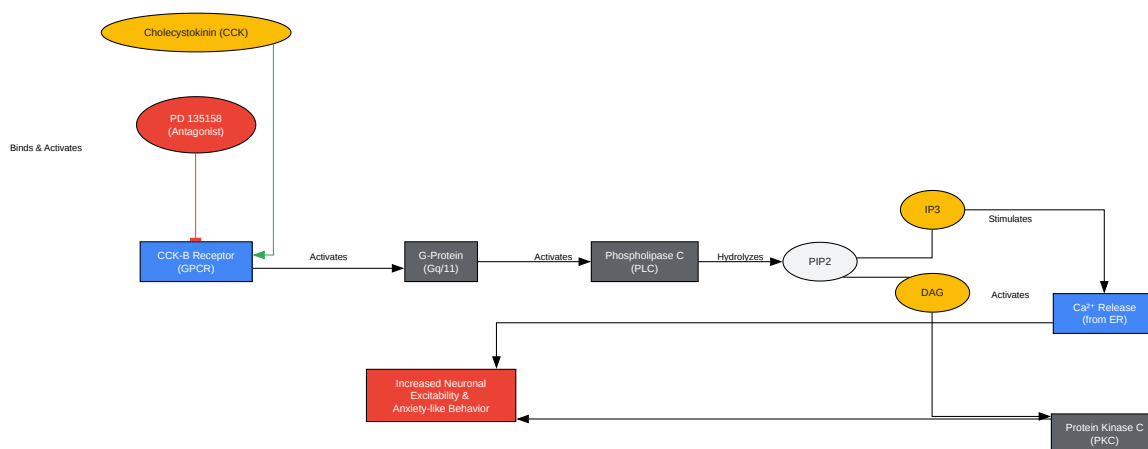 Cholecystokinin (CCK)
PD 135158
(Antagonist)
Binds & Activates
CCK-B Receptor
(GPCR)
Activates
G-Protein
(Gq/11)
Activates
Phospholipase C
(PLC)
Hydrolyzes
PIP2
IP3
Stimulates
DAG
Activates
Ca²⁺ Release
(from ER)
Increased Neuronal
Excitability &
Anxiety-like Behavior
Protein Kinase C
(PKC)